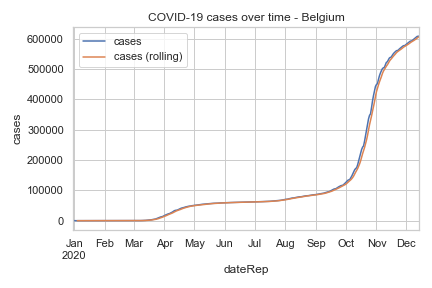 COVID-19 cases over time - Belgium
cases
cases (rolling)
600000
500000
400000
300000
200000
100000
0
cases
Jan Feb Mar Apr May Jun Jul Aug Sep Oct Nov Dec
2020
dateRep